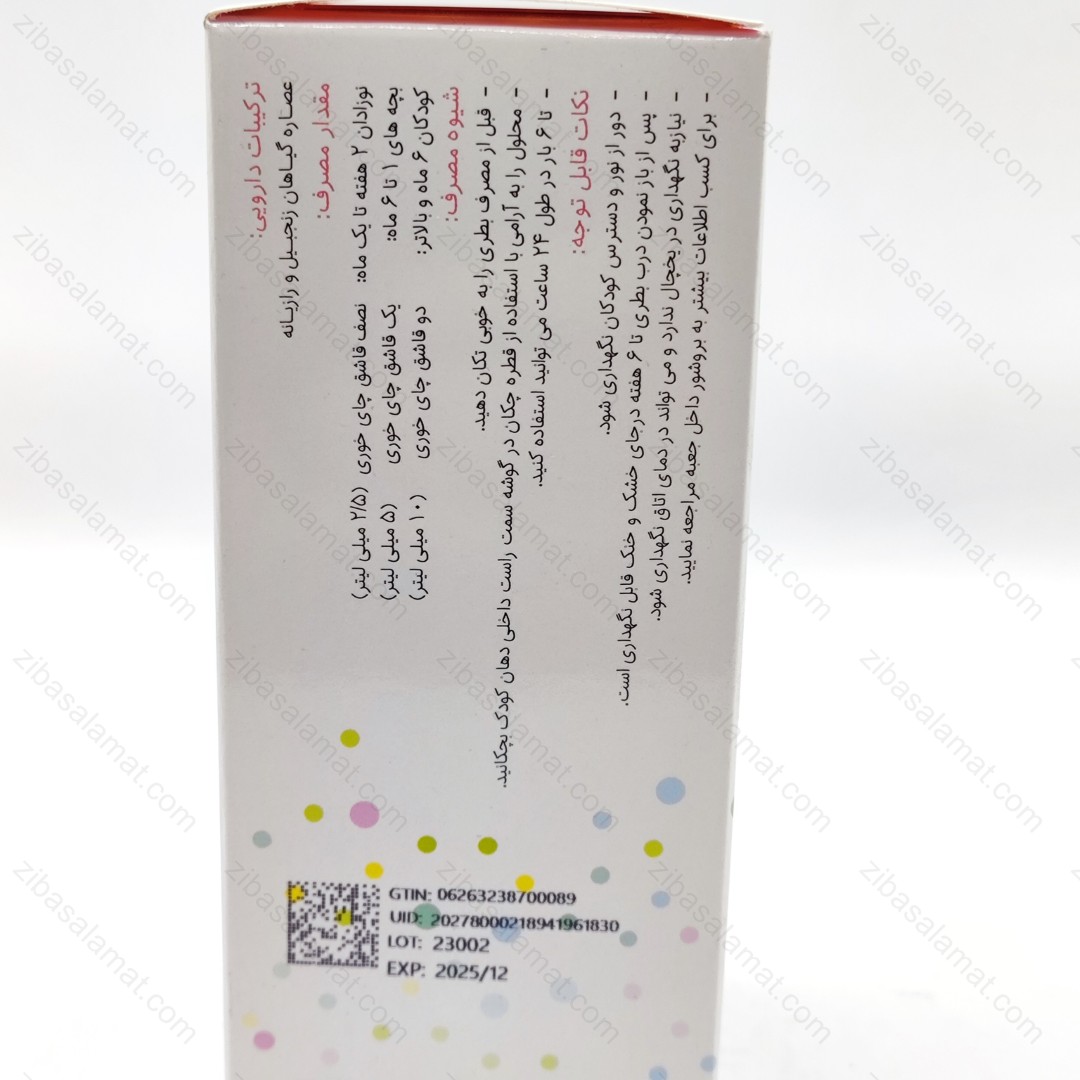 ترکیبات دارویی:
عصاره گیاهان زنجبیل و رازیانه
مقدار مصرف:
نوزادان ۲ هفته تا یک ماه: نصف قاشق چای خوری (۲/۵ میلی لیتر)
بچه های ۱ تا ۶ ماه: یک قاشق چای خوری (۵ میلی لیتر)
کودکان ۶ ماه و بالاتر: دو قاشق چای خوری (۱۰ میلی لیتر)
شیوه مصرف:
- قبل از مصرف بطری را به خوبی تکان دهید.
- محلول را به آرامی با استفاده از قطره چکان در گوشه سمت راست داخلی دهان کودک بچکانید.
- تا ۶ بار در طول ۲۴ ساعت می توانید استفاده کنید.
نکات قابل توجه:
- دور از نور و دسترس کودکان نگهداری شود.
- پس از باز نمودن درب بطری تا ۶ هفته درجای خشک و خنک قابل نگهداری است.
- نیازبه نگهداری در یخچال ندارد و می تواند در دمای اتاق نگهداری شود.
- برای کسب اطلاعات بیشتر به بروشور داخل جعبه مراجعه نمایید.
GTIN: 06263238700089
UID: 20278000218941961830
LOT: 23002
EXP: 2025/12
zibasalamat.com